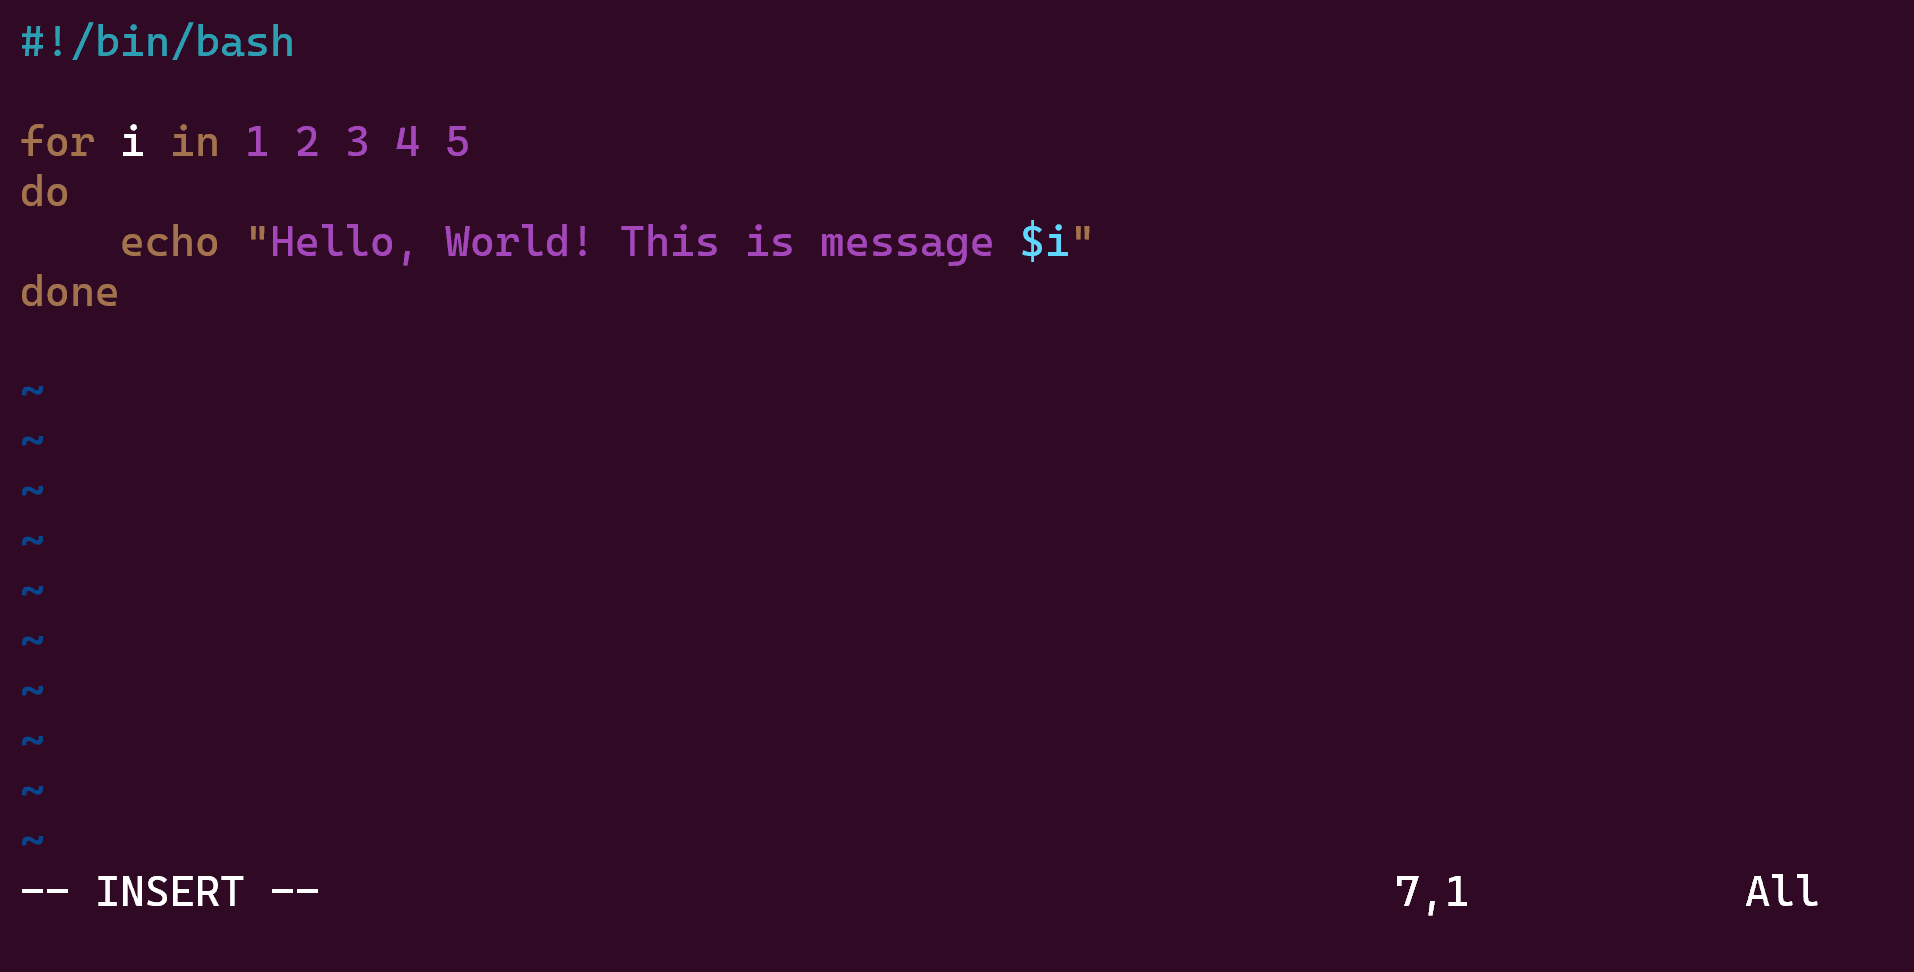 #!/bin/bash
for i in 1 2 3 4 5
do
    echo "Hello, World! This is message $i"
done
~
~
~
~
~
~
~
~
~
~
-- INSERT -- 7,1 All